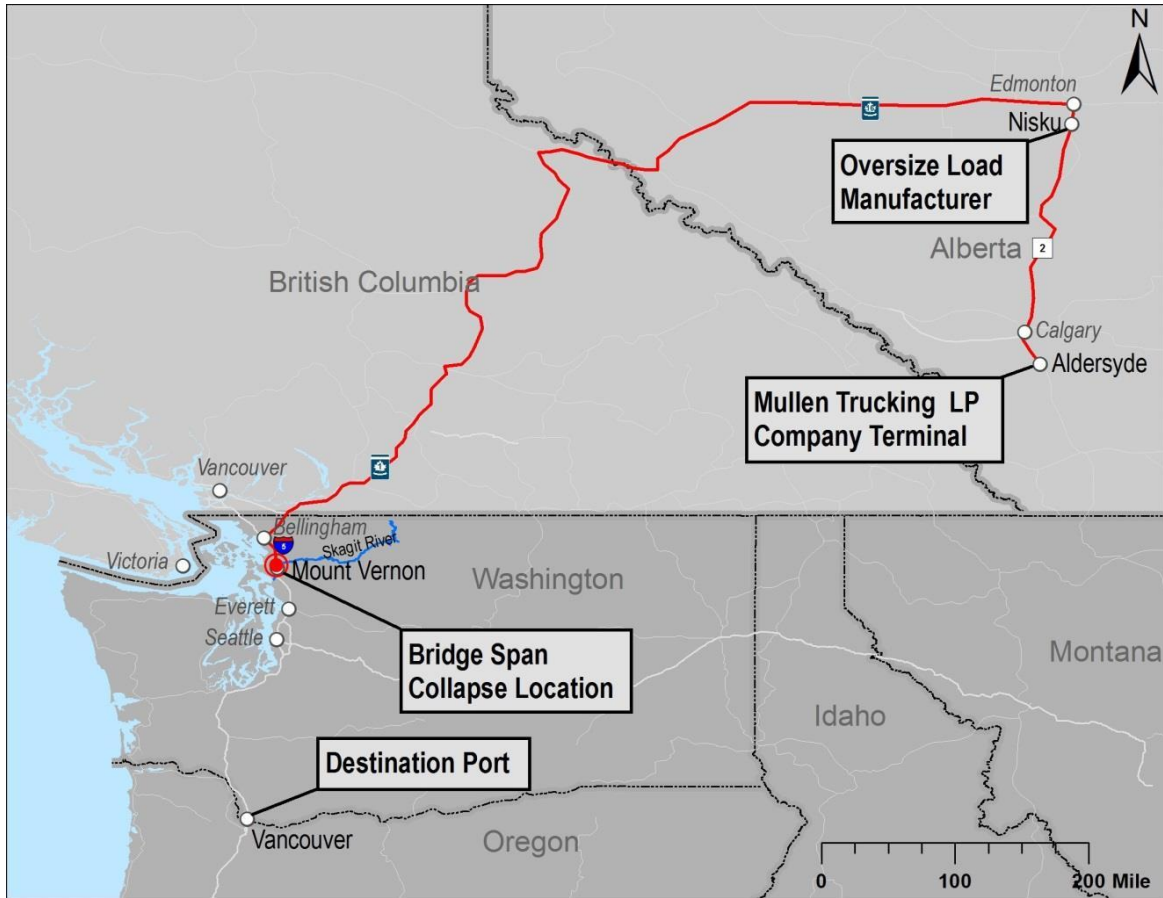 N
Edmonton
Nisku
Oversize Load
Manufacturer
Alberta
2
British Columbia
Calgary
Aldersyde
Mullen Trucking LP
Company Terminal
1
Vancouver
Bellingham
5
Skagit River
Victoria
Mount Vernon
Washington
Everett
Seattle
Bridge Span
Collapse Location
Montana
Idaho
Destination Port
Vancouver
Oregon
0 100 200 Mile